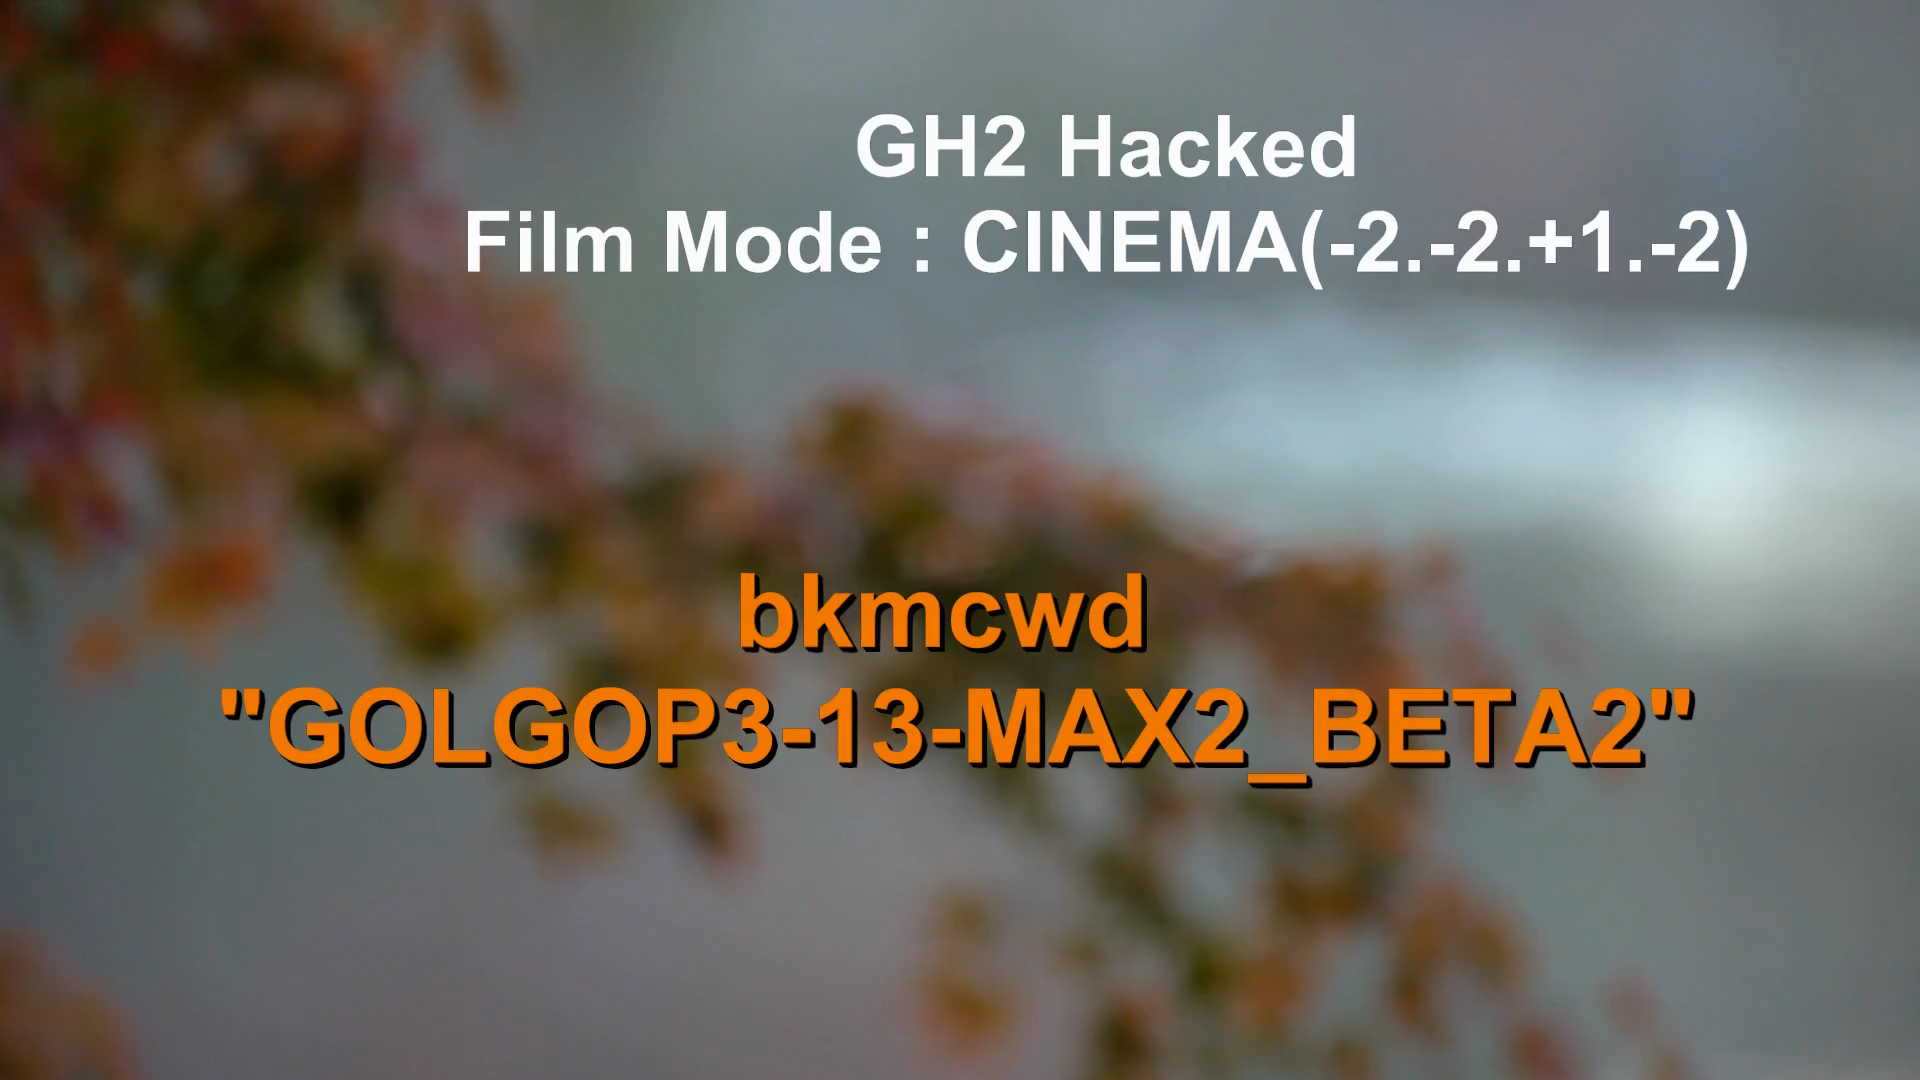 GH2 Hacked
Film Mode : CINEMA(-2.-2.+1.-2)
bkmcwd
"GOLGOP3-13-MAX2_BETA2"